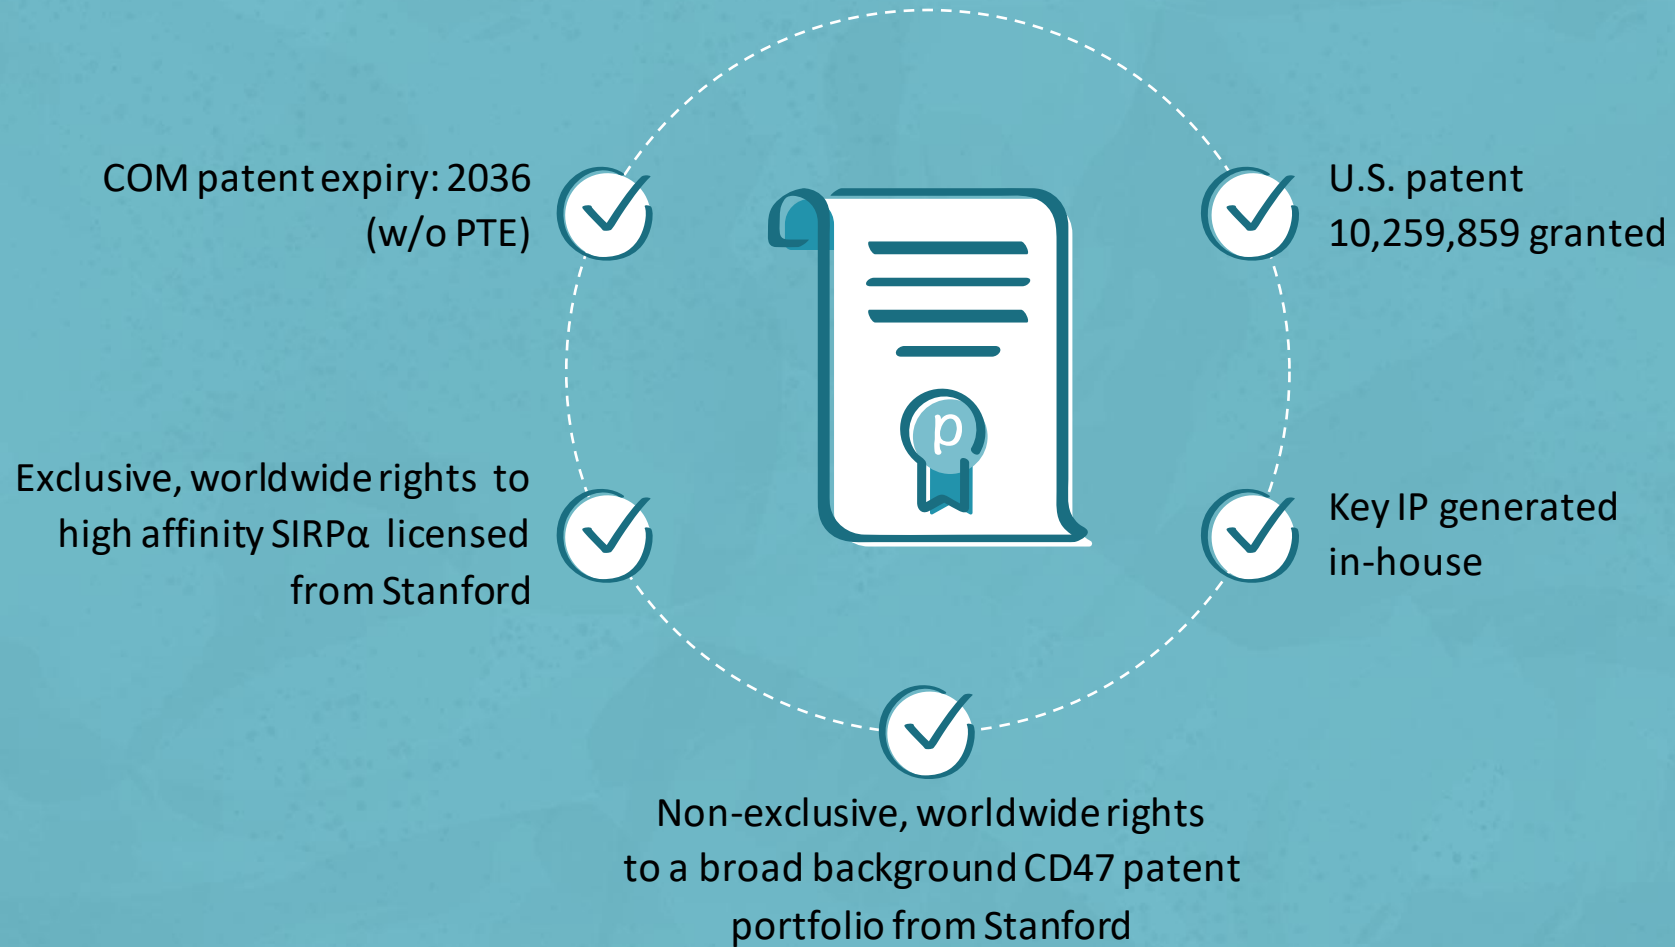 COM patent expiry: 2036
(w/o PTE)
U.S. patent
10,259,859 granted
p
Exclusive, worldwide rights to
high affinity SIRPα licensed
from Stanford
Key IP generated
in-house
Non-exclusive, worldwide rights
to a broad background CD47 patent
portfolio from Stanford